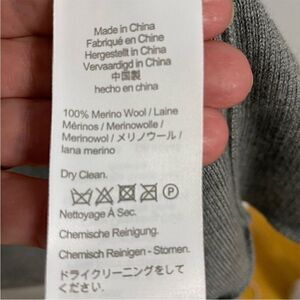 Made in China
Fabriqué en Chine
Hergestellt in China
Vervaardigd in China
中国製
hecho en china
100% Merino Wool / Laine
Mérinos / Merinowolle /
Merinowol / メリノウール /
lana merino
Dry Clean.
P
Nettoyage À Sec.
Chemische Reinigung.
Chemisch Reinigen - Stomen.
ドライクリーニングをして
ください.